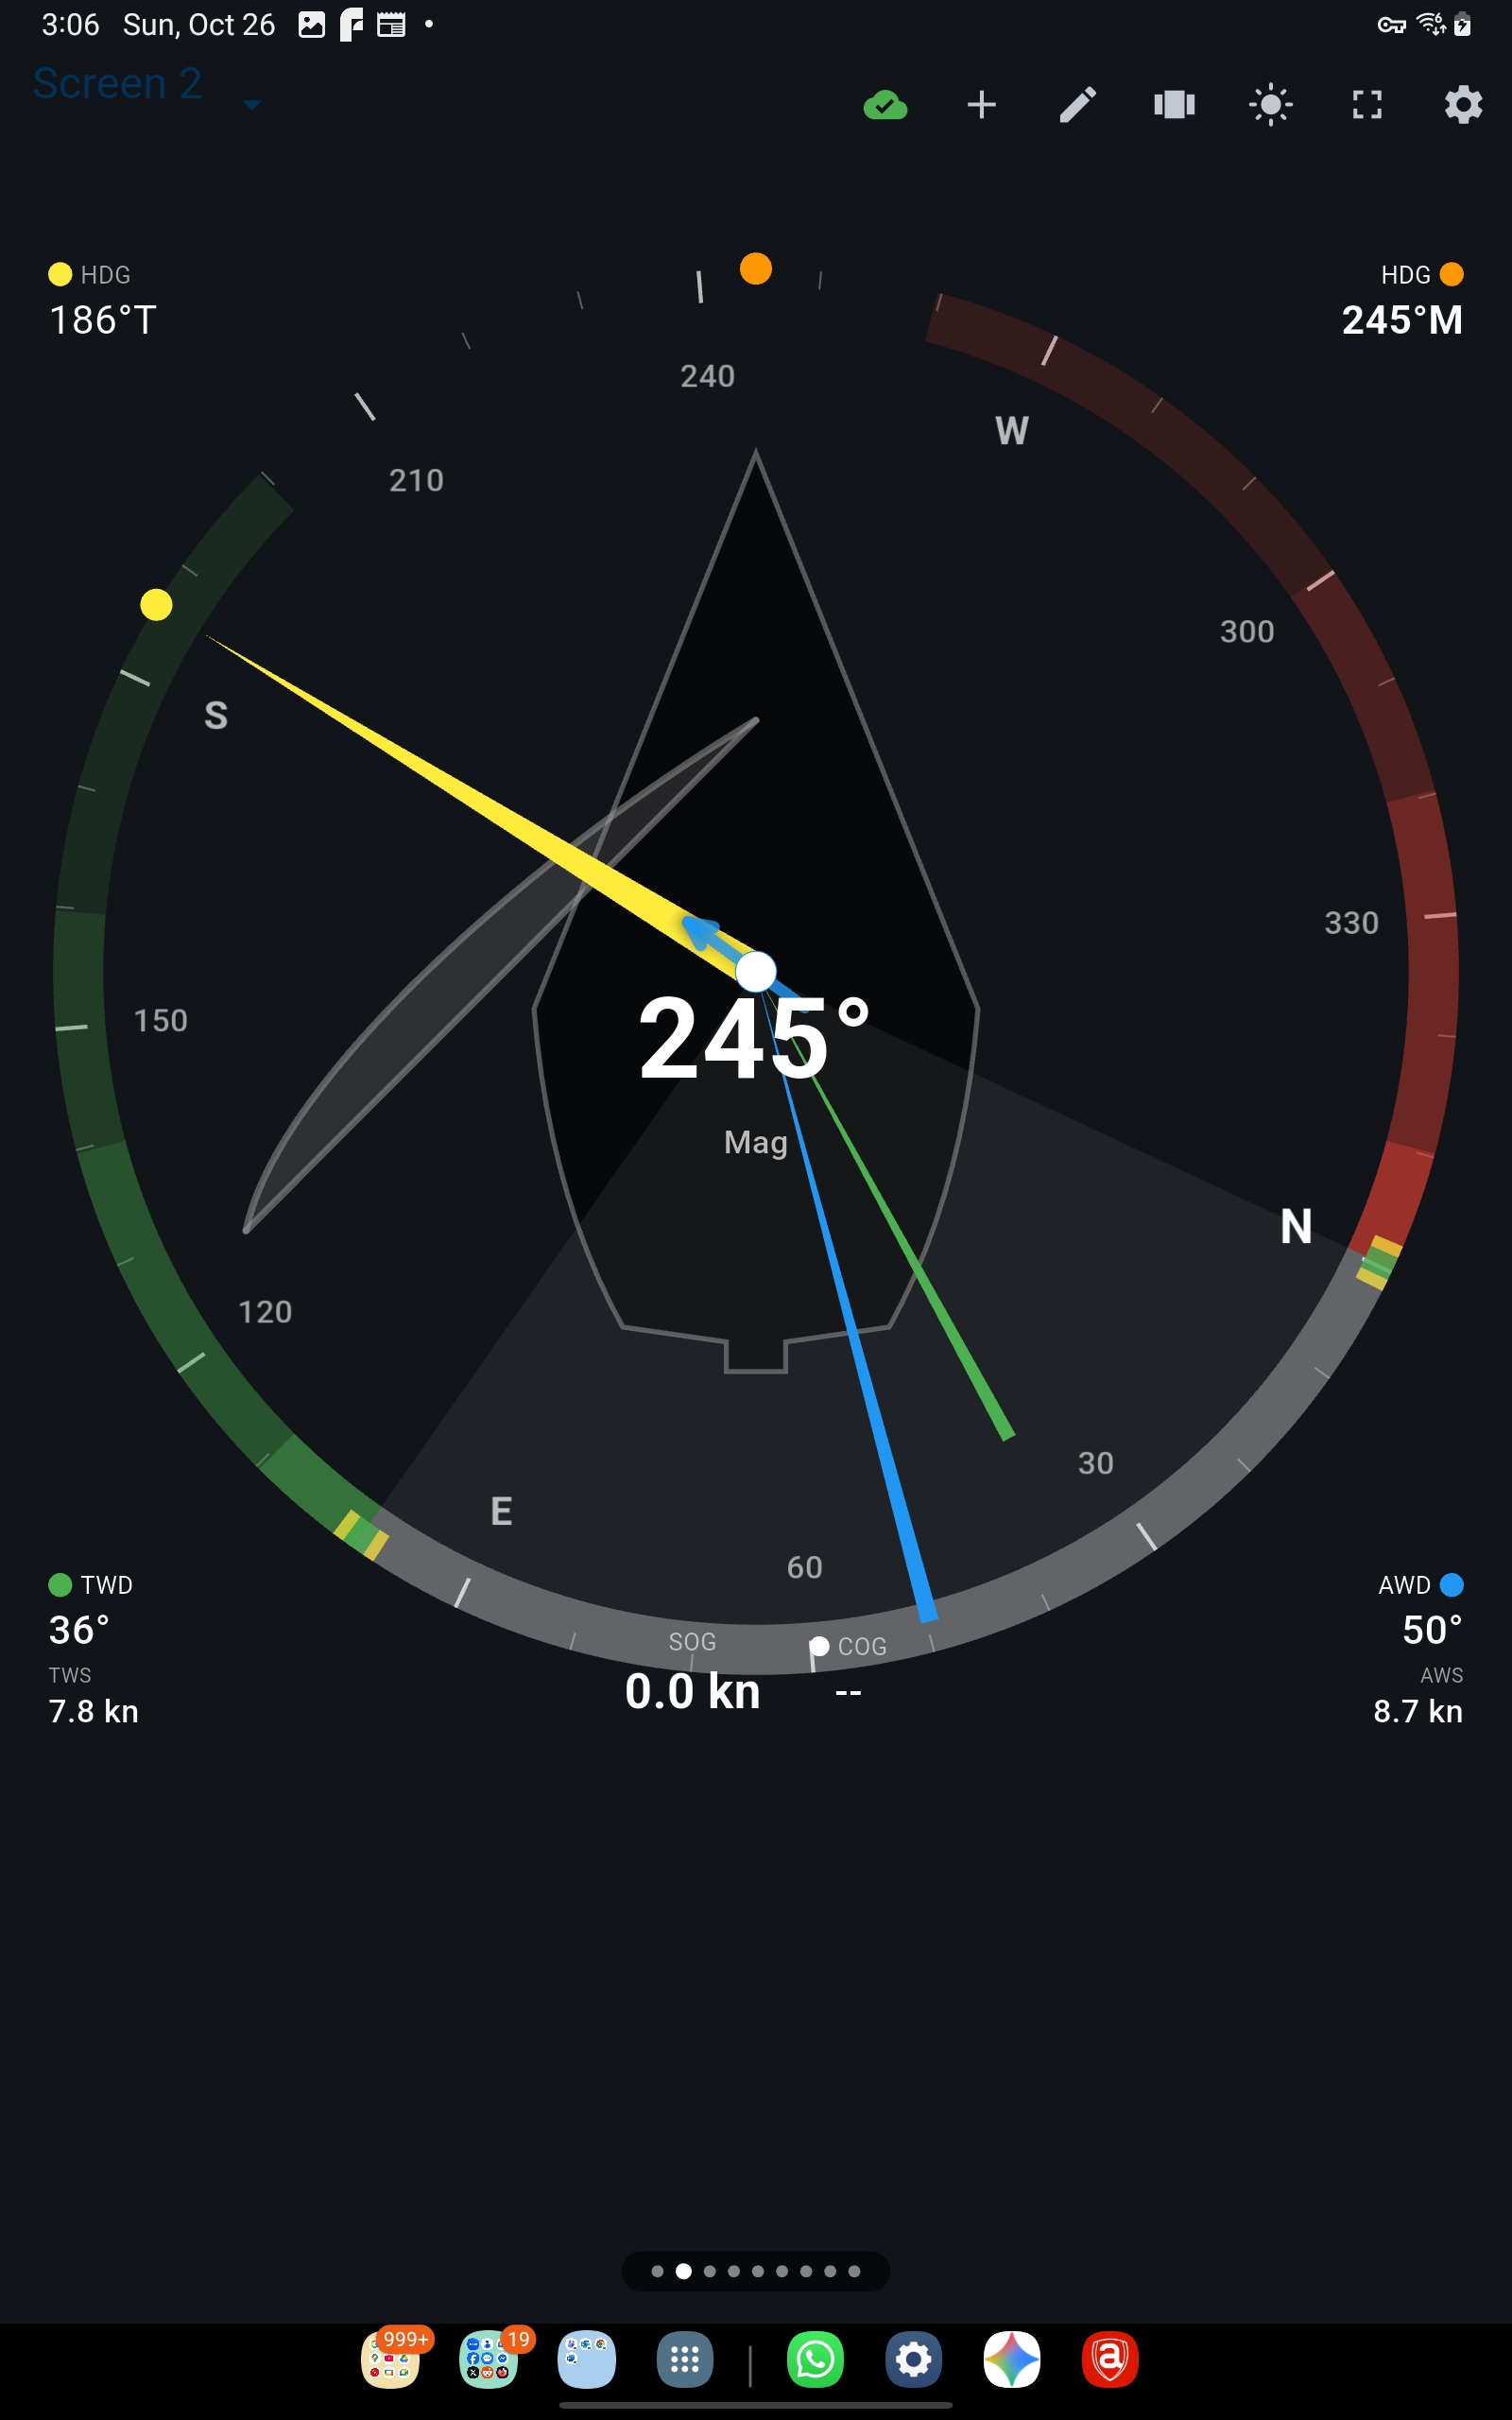 3:06 Sun, Oct 26
Screen 2
HDG
186°T
HDG
245°M
240
W
210
300
S
330
150
245°
Mag
N
120
30
E
60
TWD
36°
TWS
7.8 kn
SOG
0.0 kn
COG
--
AWD
50°
AWS
8.7 kn
999+
19